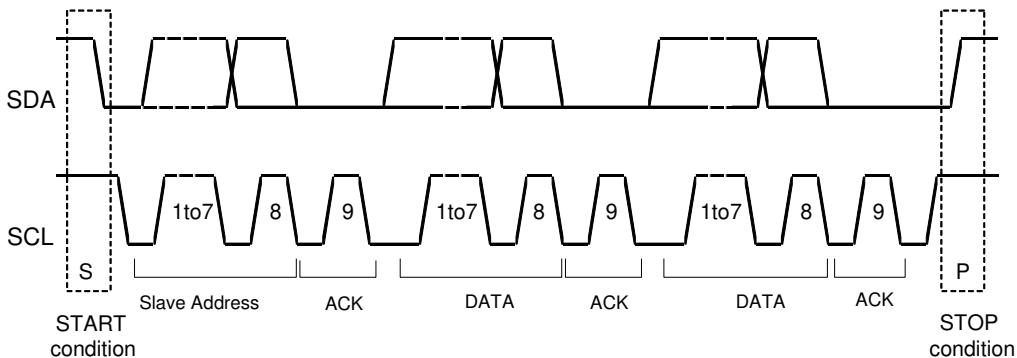 SDA
1to7 8 9 1to7 8 9 1to7 8 9
SCL
S P
Slave Address ACK DATA ACK DATA ACK
START
condition
STOP
condition